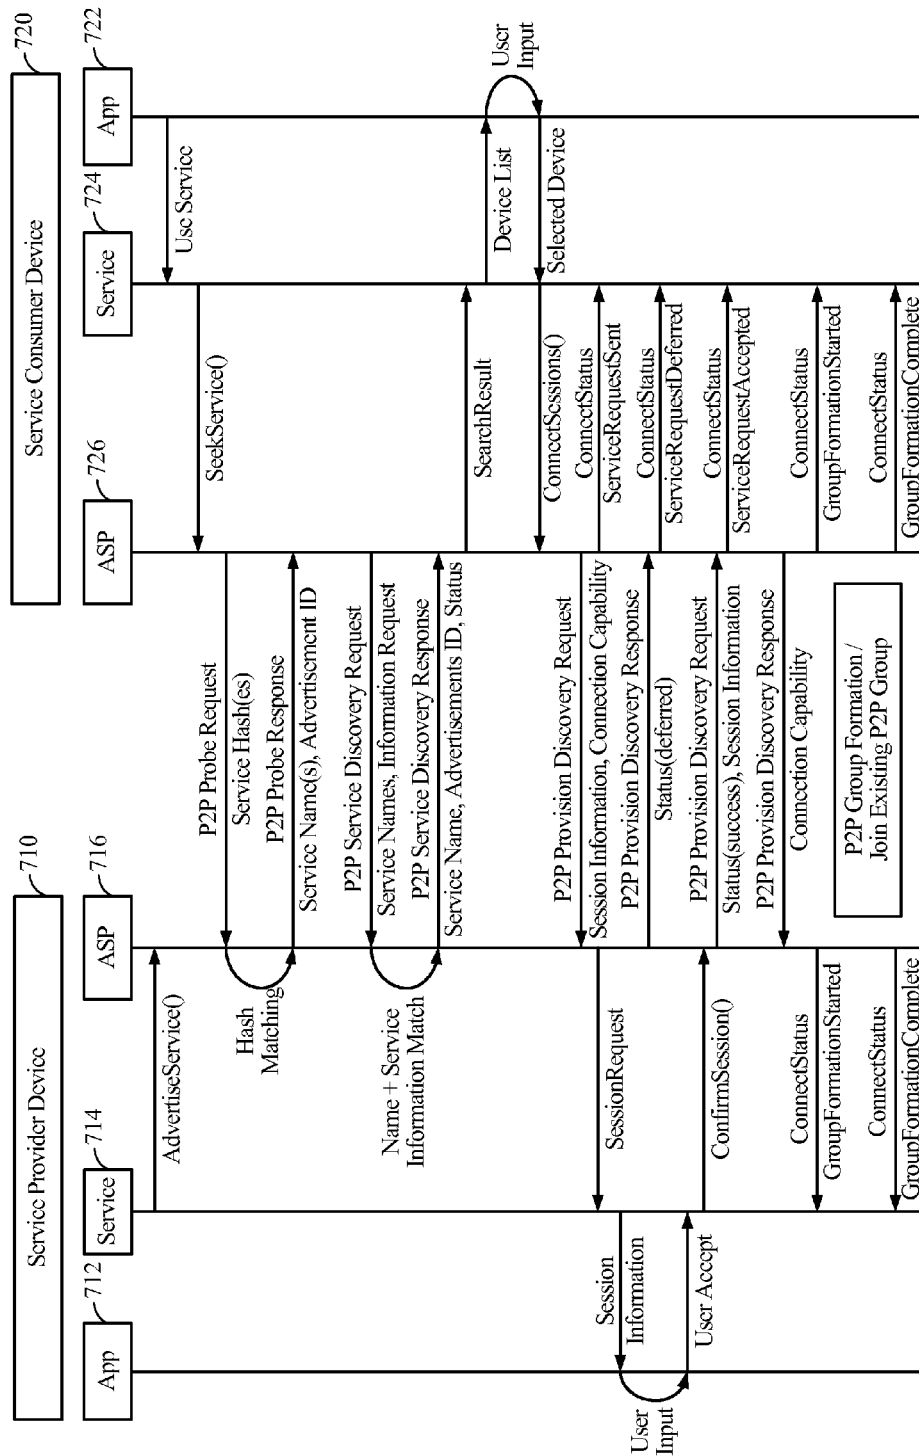 Service Provider Device
710
Service Consumer Device
720
App
712
Service
714
ASP
716
ASP
726
Service
724
App
722
AdvertiseService()
Use Service
SeekService()
P2P Probe Request
Service Hash(es)
Hash
Matching
P2P Probe Response
Service Name(s), Advertisement ID
P2P Service Discovery Request
Service Names, Information Request
Name + Service
Information Match
P2P Service Discovery Response
Service Name, Advertisements ID, Status
SearchResult
Device List
User
Input
Selected Device
ConnectSessions()
P2P Provision Discovery Request
Session Information, Connection Capability
ConnectStatus
ServiceRequestSent
SessionRequest
Session
Information
P2P Provision Discovery Response
Status(deferred)
ConnectStatus
ServiceRequestDeferred
User
Input
User Accept
ConfirmSession()
P2P Provision Discovery Request
Status(success), Session Information
ConnectStatus
ServiceRequestAccepted
P2P Provision Discovery Response
Connection Capability
ConnectStatus
GroupFormationStarted
ConnectStatus
GroupFormationStarted
P2P Group Formation /
Join Existing P2P Group
ConnectStatus
GroupFormationComplete
ConnectStatus
GroupFormationComplete